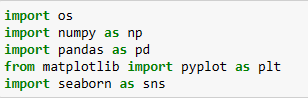 import os
import numpy as np
import pandas as pd
from matplotlib import pyplot as plt
import seaborn as sns